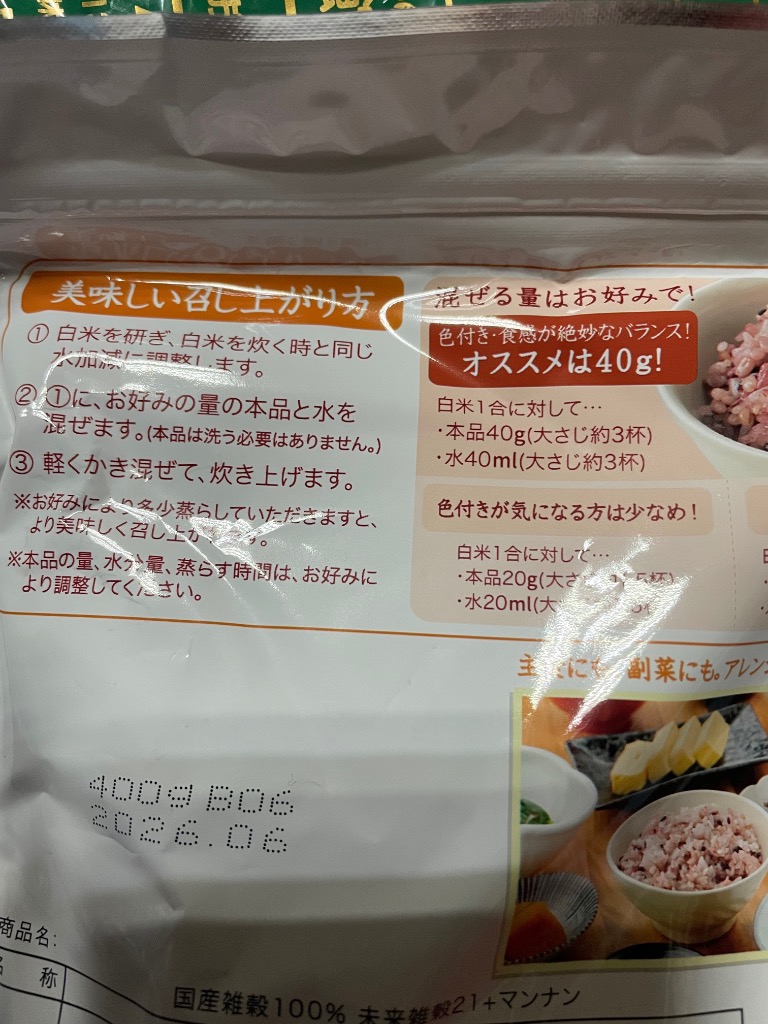 美味しい召し上がり方
① 白米を研ぎ、白米を炊く時と同じ
水加減に調整します。
② ①に、お好みの量の本品と水を
混ぜます。(本品は洗う必要はありません。)
③ 軽くかき混ぜて、炊き上げます。
※お好みにより多少蒸らしていただきますと、
より美味しく召し上が
※本品の量、水分量、蒸らす時間は、お好みに
より調整してください。
混ぜる量はお好みで!
色付き・食感が絶妙なバランス!
オススメは40g!
白米1合に対して…
・本品40g(大さじ約3杯)
・水40ml(大さじ約3杯)
色付きが気になる方は少なめ!
白米1合に対して…
・本品20g(大さ
・水20ml(大
副菜にも。アレン
400g B06
2026.06
商品名:
称
国産雑穀100% 未来雑穀21+マンナン